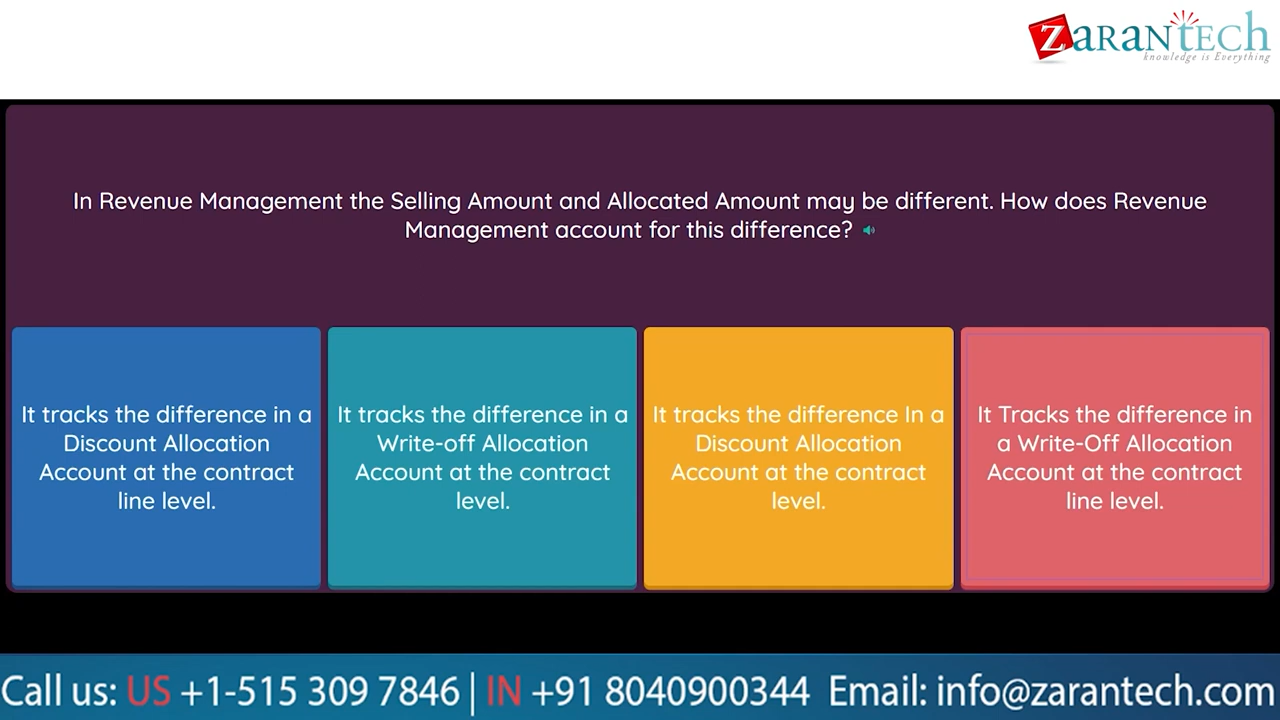 ZARANTECH
knowledge is Everything
In Revenue Management the Selling Amount and Allocated Amount may be different. How does Revenue
Management account for this difference?
It tracks the difference in a
Discount Allocation
Account at the contract
line level.
It tracks the difference in a
Write-off Allocation
Account at the contract
level.
It tracks the difference In a
Discount Allocation
Account at the contract
level.
It Tracks the difference in
a Write-Off Allocation
Account at the contract
line level.
Call us: US +1-515 309 7846 | IN +91 8040900344 Email: info@zarantech.com